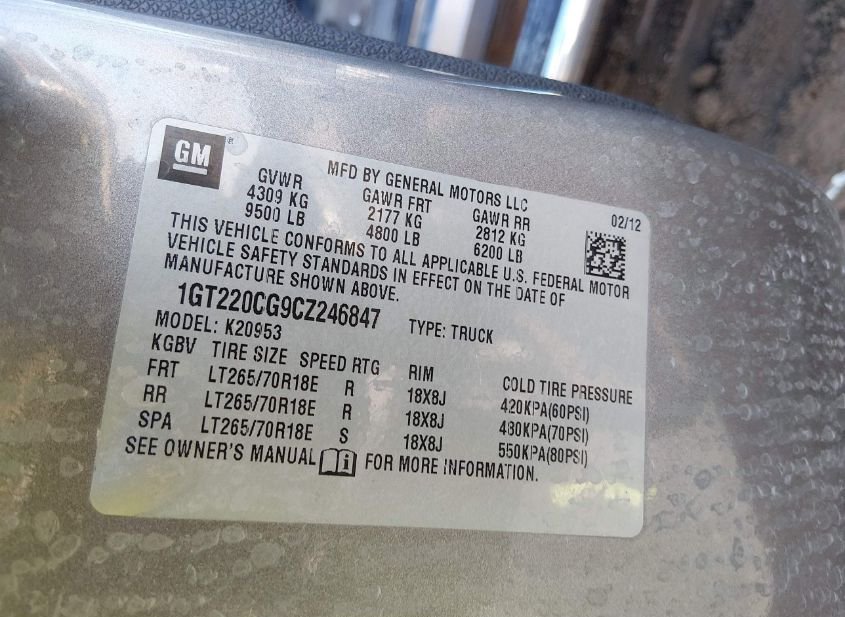 GM
MFD BY GENERAL MOTORS LLC
02/12
GVWR GAWR FRT GAWR RR
4309 KG 2177 KG 2812 KG
9500 LB 4800 LB 6200 LB
THIS VEHICLE CONFORMS TO ALL APPLICABLE U.S. FEDERAL MOTOR
VEHICLE SAFETY STANDARDS IN EFFECT ON THE DATE OF
MANUFACTURE SHOWN ABOVE.
1GT220CG9CZ246847 TYPE: TRUCK
MODEL: K20953
KGBV TIRE SIZE SPEED RTG RIM COLD TIRE PRESSURE
FRT LT265/70R18E R 18X8J 420KPA(60PSI)
RR LT265/70R18E R 18X8J 480KPA(70PSI)
SPA LT265/70R18E S 18X8J 550KPA(80PSI)
SEE OWNER'S MANUAL FOR MORE INFORMATION.